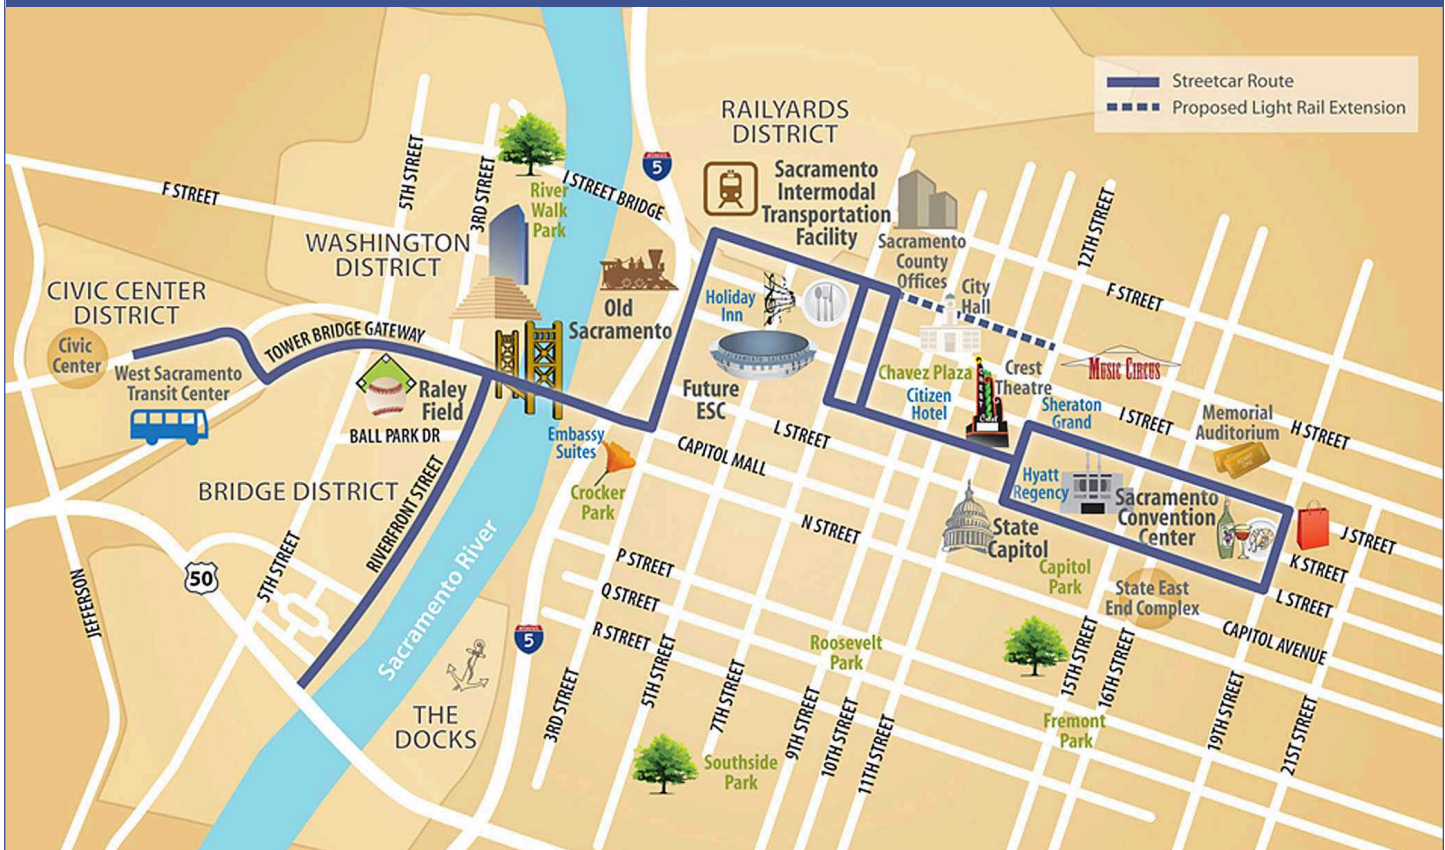 Streetcar Route
Proposed Light Rail Extension
RAILYARDS
DISTRICT
5
Sacramento
Intermodal
Transportation
Facility
I STREET BRIDGE
5TH STREET
3RD STREET
River
Walk
Park
F STREET
WASHINGTON
DISTRICT
Sacramento
County
Offices
12TH STREET
F STREET
City
Hall
CIVIC CENTER
DISTRICT
Civic
Center
TOWER BRIDGE GATEWAY
Old
Sacramento
Holiday
Inn
West Sacramento
Transit Center
Raley
Field
BALL PARK DR
Future
ESC
Chavez Plaza
Citizen
Hotel
Crest
Theatre
MUSIC CIRCUS
Sheraton
Grand
I STREET
Memorial
Auditorium
H STREET
Embassy
Suites
Crocker
Park
CAPITOL MALL
L STREET
Hyatt
Regency
Sacramento
Convention
Center
J STREET
K STREET
L STREET
BRIDGE DISTRICT
RIVERFRONT STREET
N STREET
State
Capitol
Capitol
Park
State East
End Complex
CAPITOL AVENUE
50
5TH STREET
JEFFERSON
Sacramento River
P STREET
Q STREET
R STREET
5
Roosevelt
Park
THE
DOCKS
3RD STREET
5TH STREET
7TH STREET
9TH STREET
10TH STREET
11TH STREET
15TH STREET
16TH STREET
19TH STREET
21ST STREET
Fremont
Park
Southside
Park